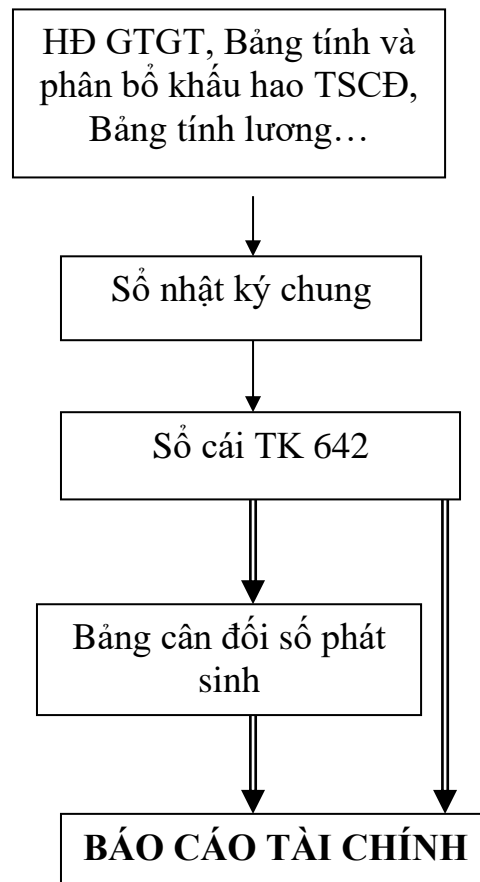 HĐ GTGT, Bảng tính và
phân bổ khấu hao TSCĐ,
Bảng tính lương…
Sổ nhật ký chung
Sổ cái TK 642
Bảng cân đối số phát
sinh
BÁO CÁO TÀI CHÍNH